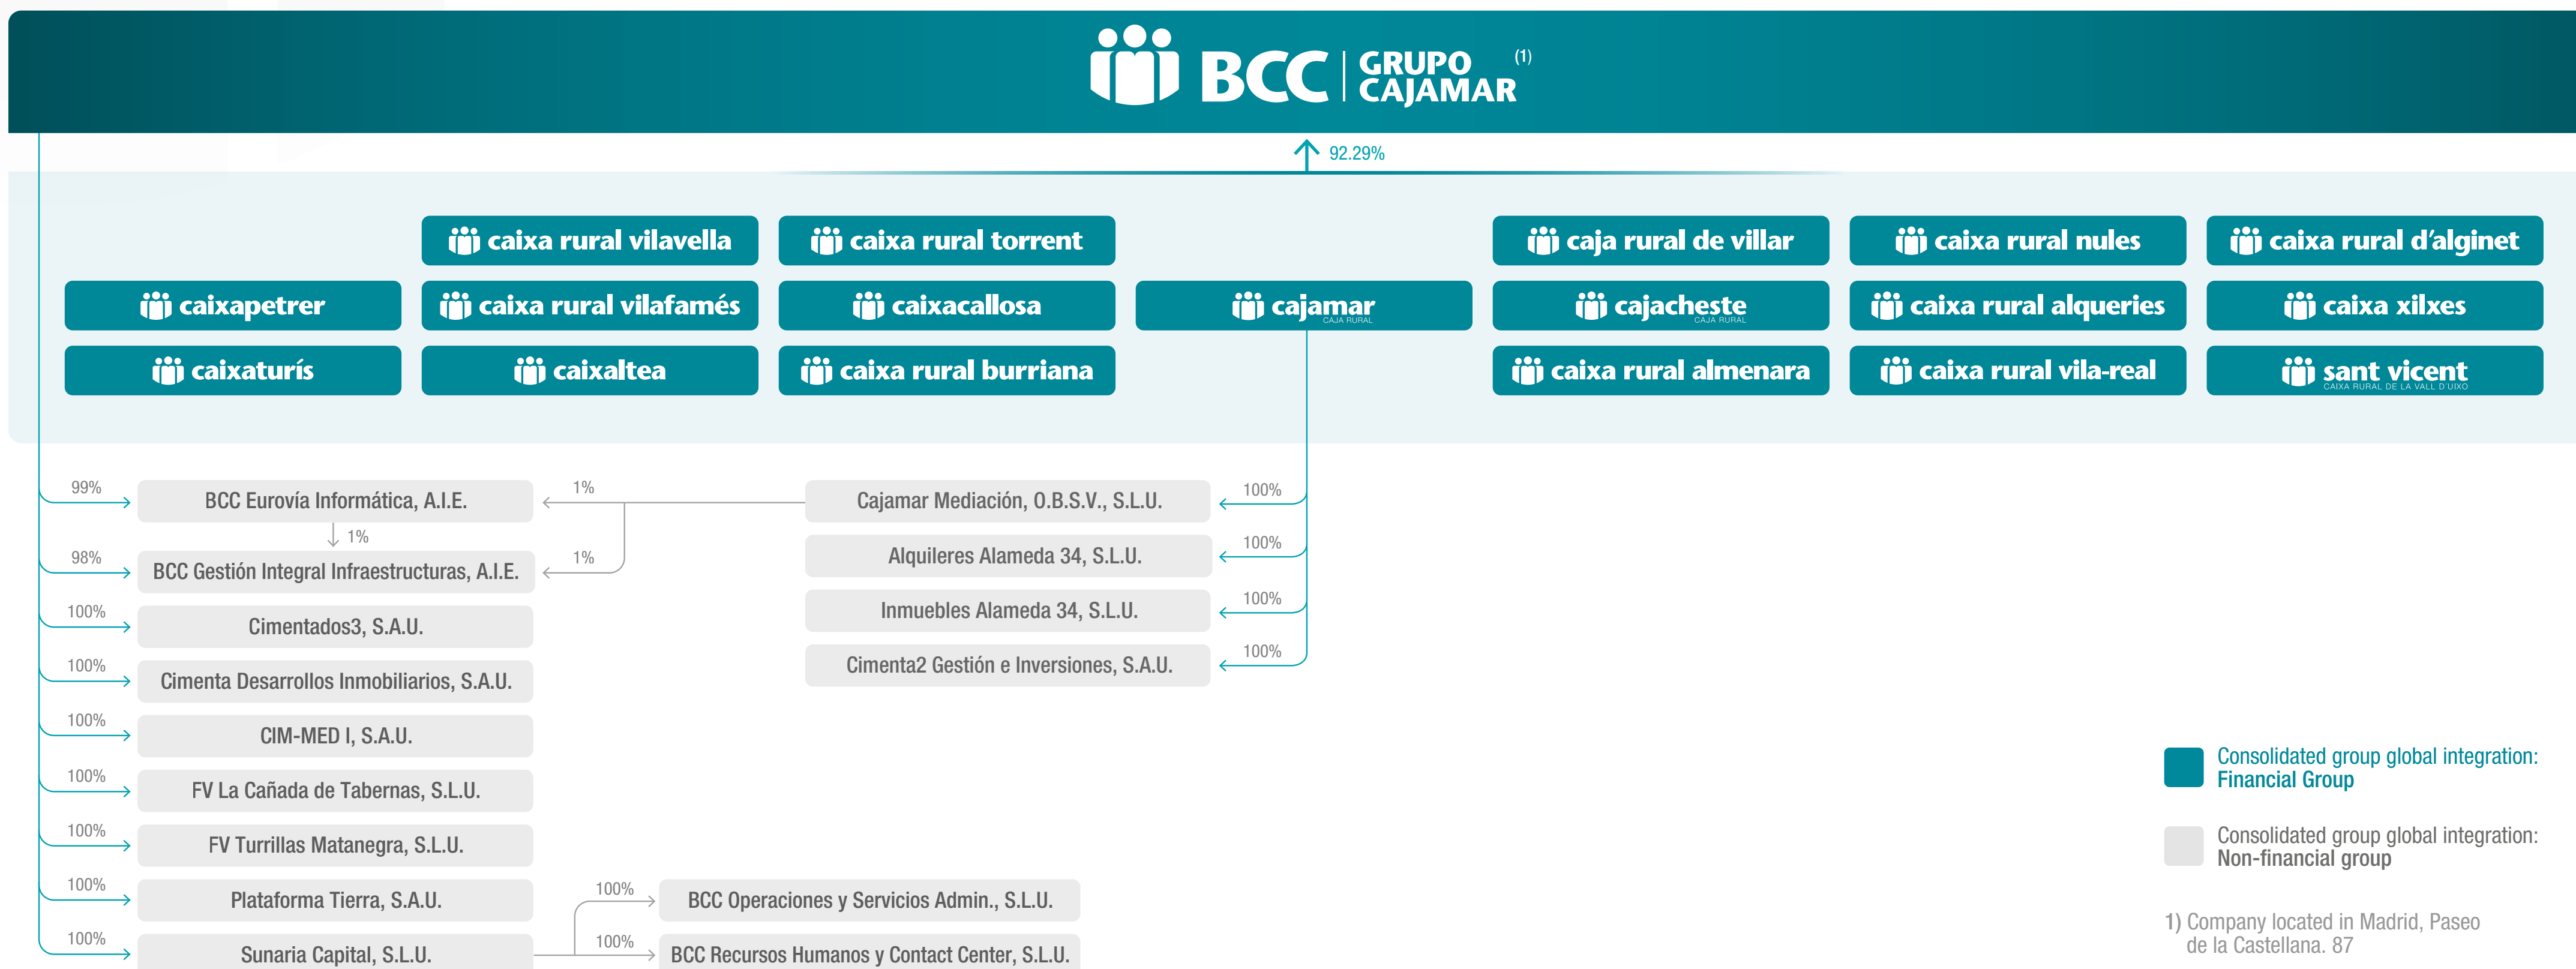 BCC GRUPO CAJAMAR (1)
92.29%
caixa rural vilavella
caixa rural torrent
caja rural de villar
caixa rural nules
caixa rural d'alginet
caixapetrer
caixa rural vilafamés
caixacallosa
cajamar
CAJA RURAL
cajacheste
CAJA RURAL
caixa rural alqueries
caixa xilxes
caixaturís
caixaltea
caixa rural burriana
caixa rural almenara
caixa rural vila-real
sant vicent
CAIXA RURAL DE LA VALL D'UIXO
99%
BCC Eurovía Informática, A.I.E.
1%
Cajamar Mediación, O.B.S.V., S.L.U.
100%
1%
98%
BCC Gestión Integral Infraestructuras, A.I.E.
1%
Alquileres Alameda 34, S.L.U.
100%
100%
Cimentados3, S.A.U.
Inmuebles Alameda 34, S.L.U.
100%
100%
Cimenta Desarrollos Inmobiliarios, S.A.U.
Cimenta2 Gestión e Inversiones, S.A.U.
100%
100%
CIM-MED I, S.A.U.
100%
FV La Cañada de Tabernas, S.L.U.
100%
FV Turrillas Matanegra, S.L.U.
100%
Plataforma Tierra, S.A.U.
100%
BCC Operaciones y Servicios Admin., S.L.U.
100%
Sunaria Capital, S.L.U.
100%
BCC Recursos Humanos y Contact Center, S.L.U.
Consolidated group global integration:
Financial Group
Consolidated group global integration:
Non-financial group
1) Company located in Madrid, Paseo
de la Castellana. 87